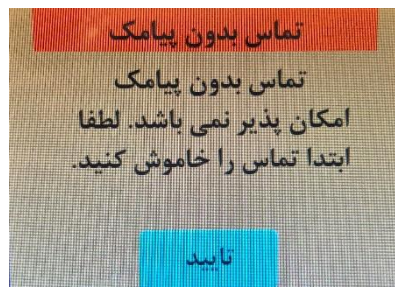 تماس بدون پیامک
تماس بدون پیامک
امکان پذیر نمی باشد. لطفا
ابتدا تماس را خاموش کنید.
تایید